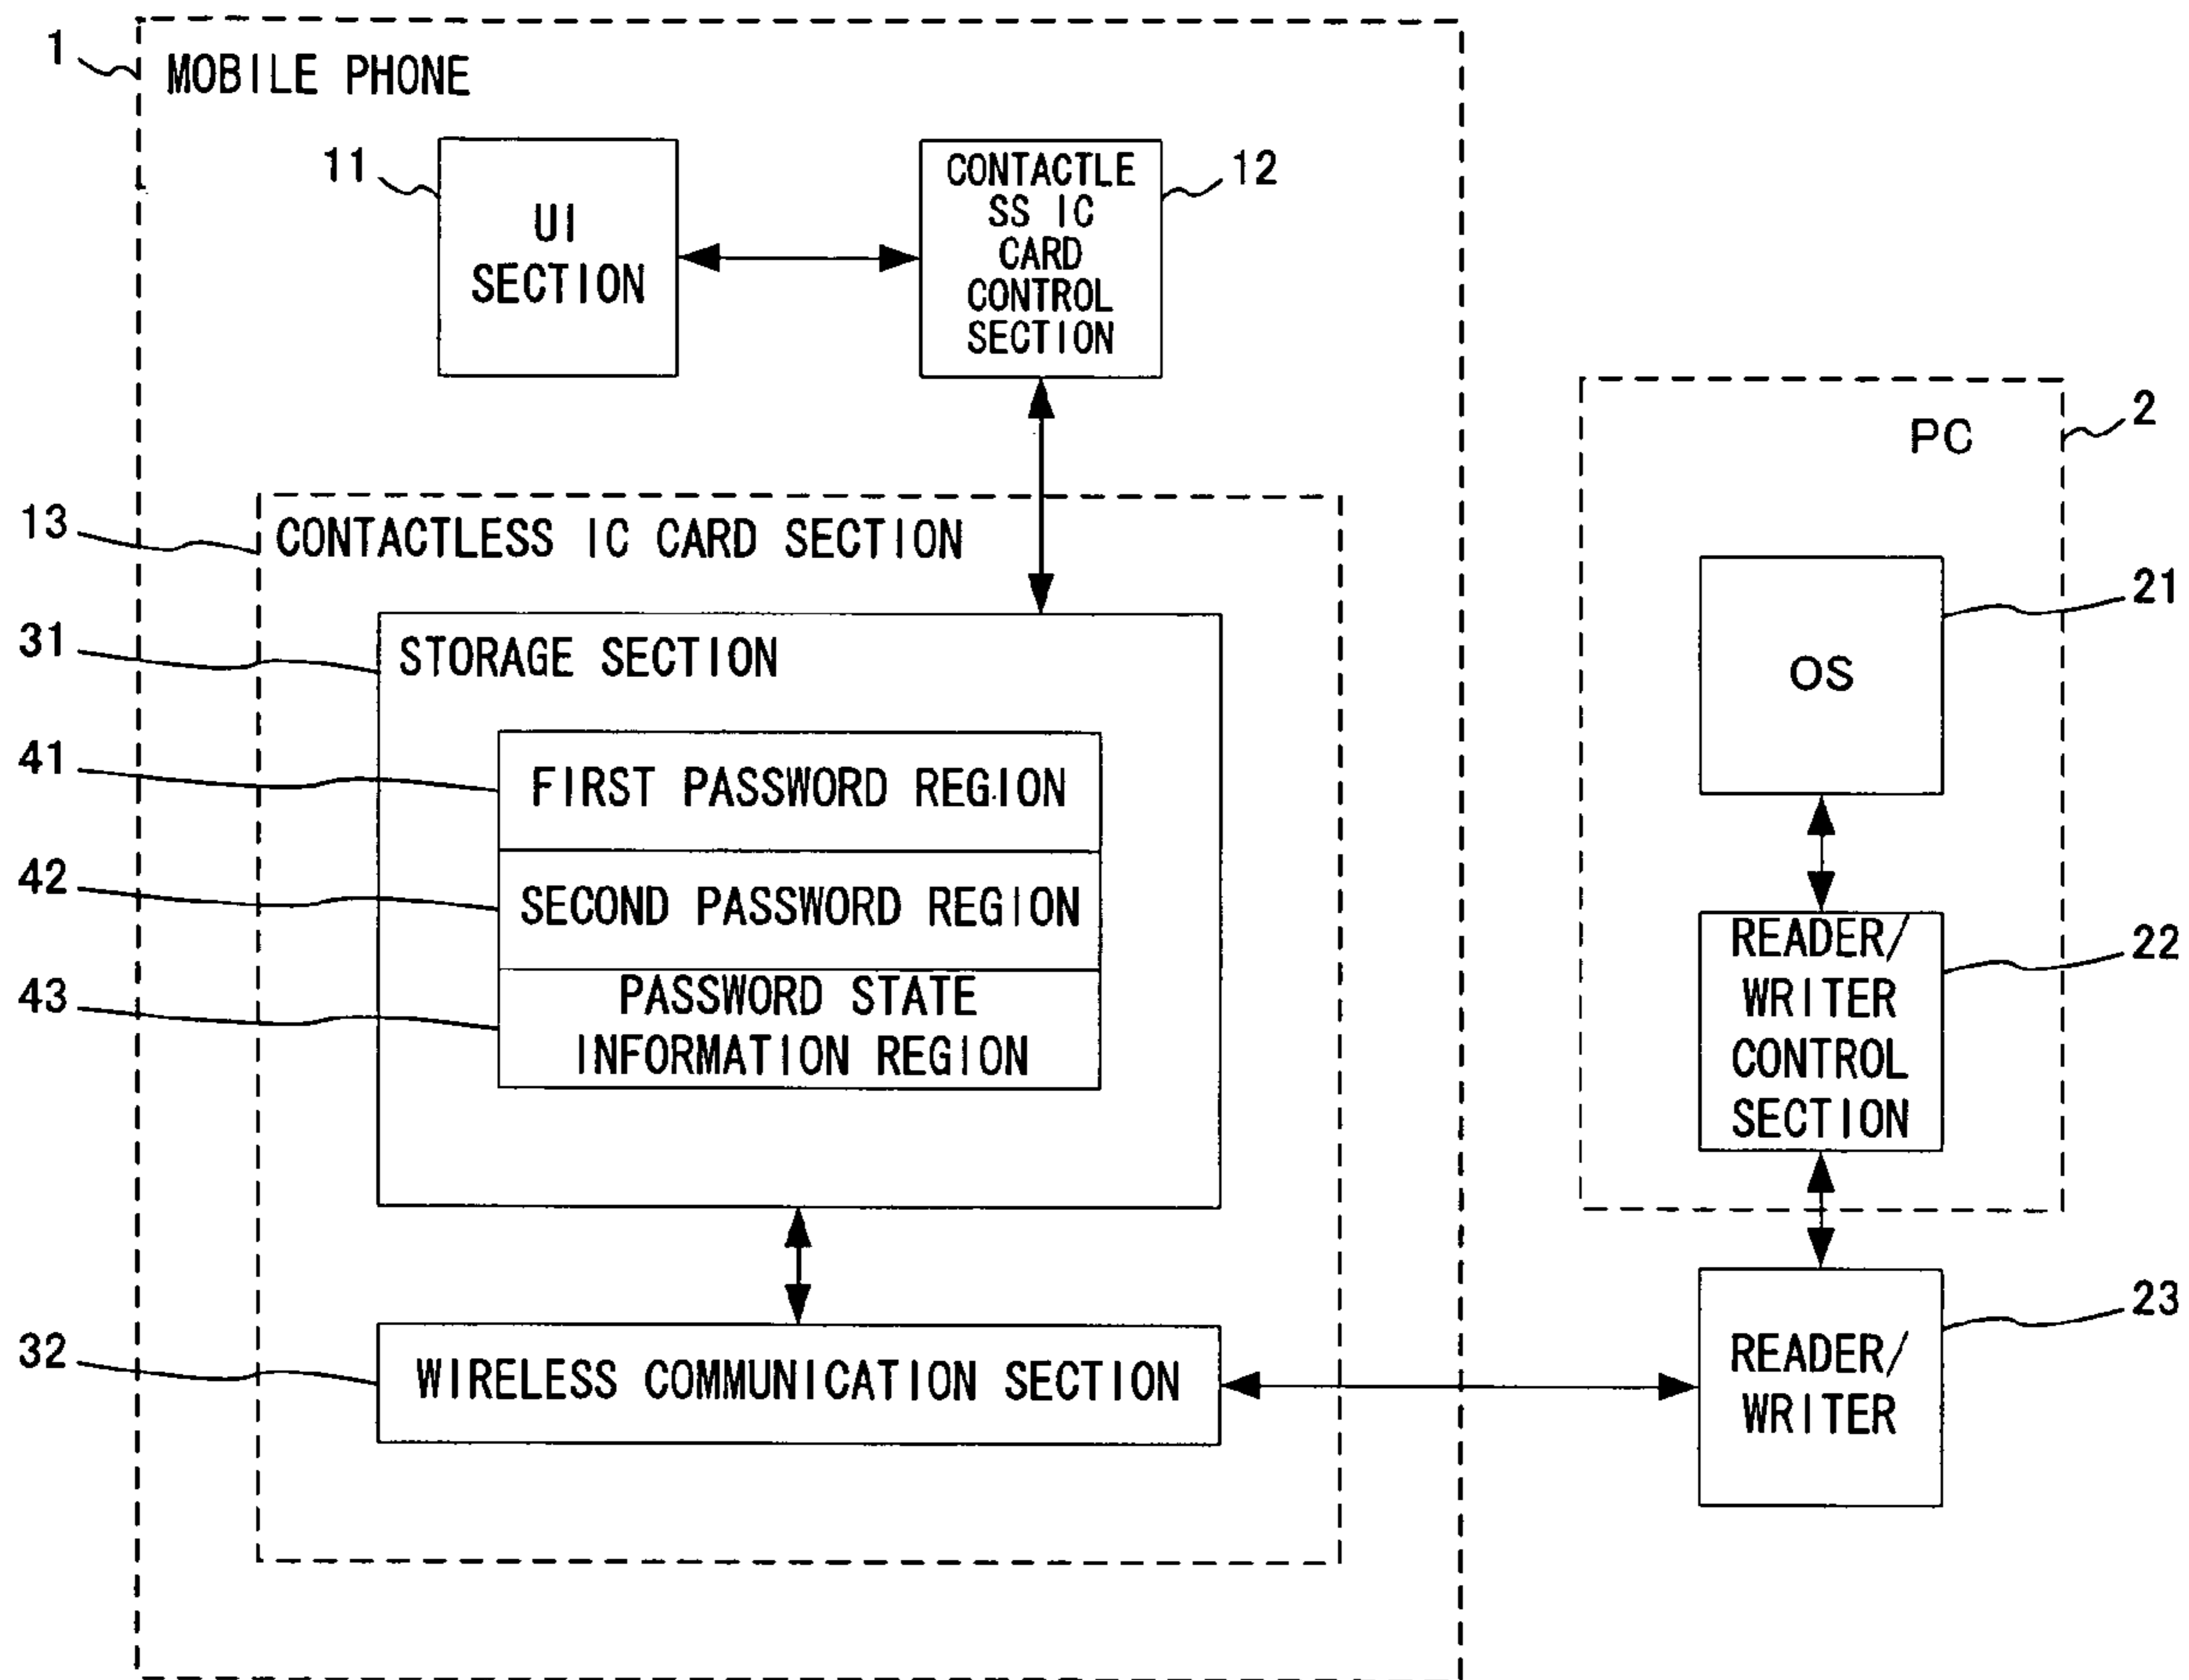 1
MOBILE PHONE
11
UI
SECTION
CONTACTLE
SS IC
CARD
CONTROL
SECTION
12
PC
2
13
CONTACTLESS IC CARD SECTION
OS
21
31
STORAGE SECTION
41
FIRST PASSWORD REGION
42
SECOND PASSWORD REGION
43
PASSWORD STATE
INFORMATION REGION
READER/
WRITER
CONTROL
SECTION
22
32
WIRELESS COMMUNICATION SECTION
READER/
WRITER
23